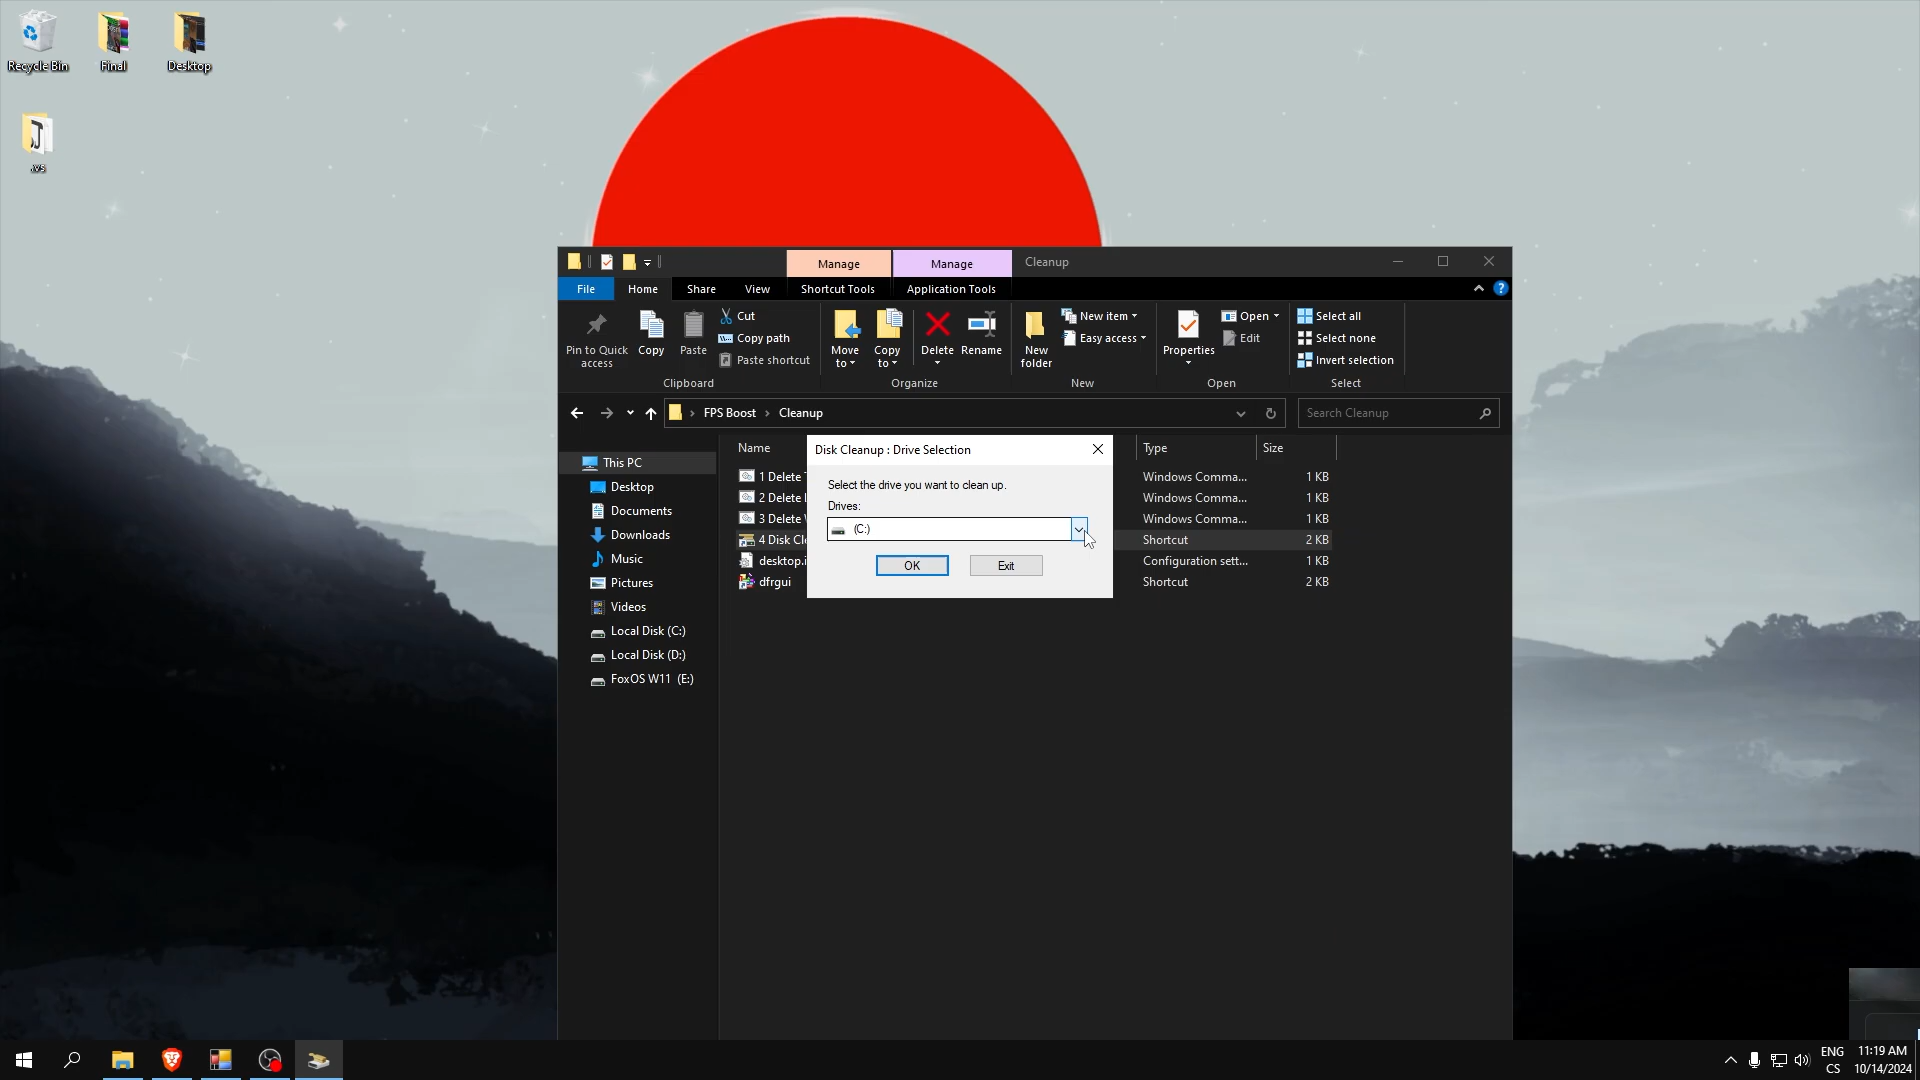 Recycle Bin
Final
Desktop
.vs
Manage
Manage
Cleanup
File
Home
Share
View
Shortcut Tools
Application Tools
Pin to Quick access
Copy
Paste
Cut
Copy path
Paste shortcut
Move to
Copy to
Delete
Rename
New folder
New item
Easy access
Properties
Open
Edit
Select all
Select none
Invert selection
Clipboard
Organize
New
Open
Select
FPS Boost
Cleanup
Search Cleanup
This PC
Desktop
Documents
Downloads
Music
Pictures
Videos
Local Disk (C:)
Local Disk (D:)
FoxOS W11 (E:)
Name
Type
Size
1 Delete
Windows Comma...
1 KB
2 Delete
Windows Comma...
1 KB
3 Delete
Windows Comma...
1 KB
4 Disk Cle
Shortcut
2 KB
desktop.i
Configuration sett...
1 KB
dfrgui
Shortcut
2 KB
Disk Cleanup : Drive Selection
Select the drive you want to clean up.
Drives:
(C:)
OK
Exit
ENG
CS
11:19 AM
10/14/2024